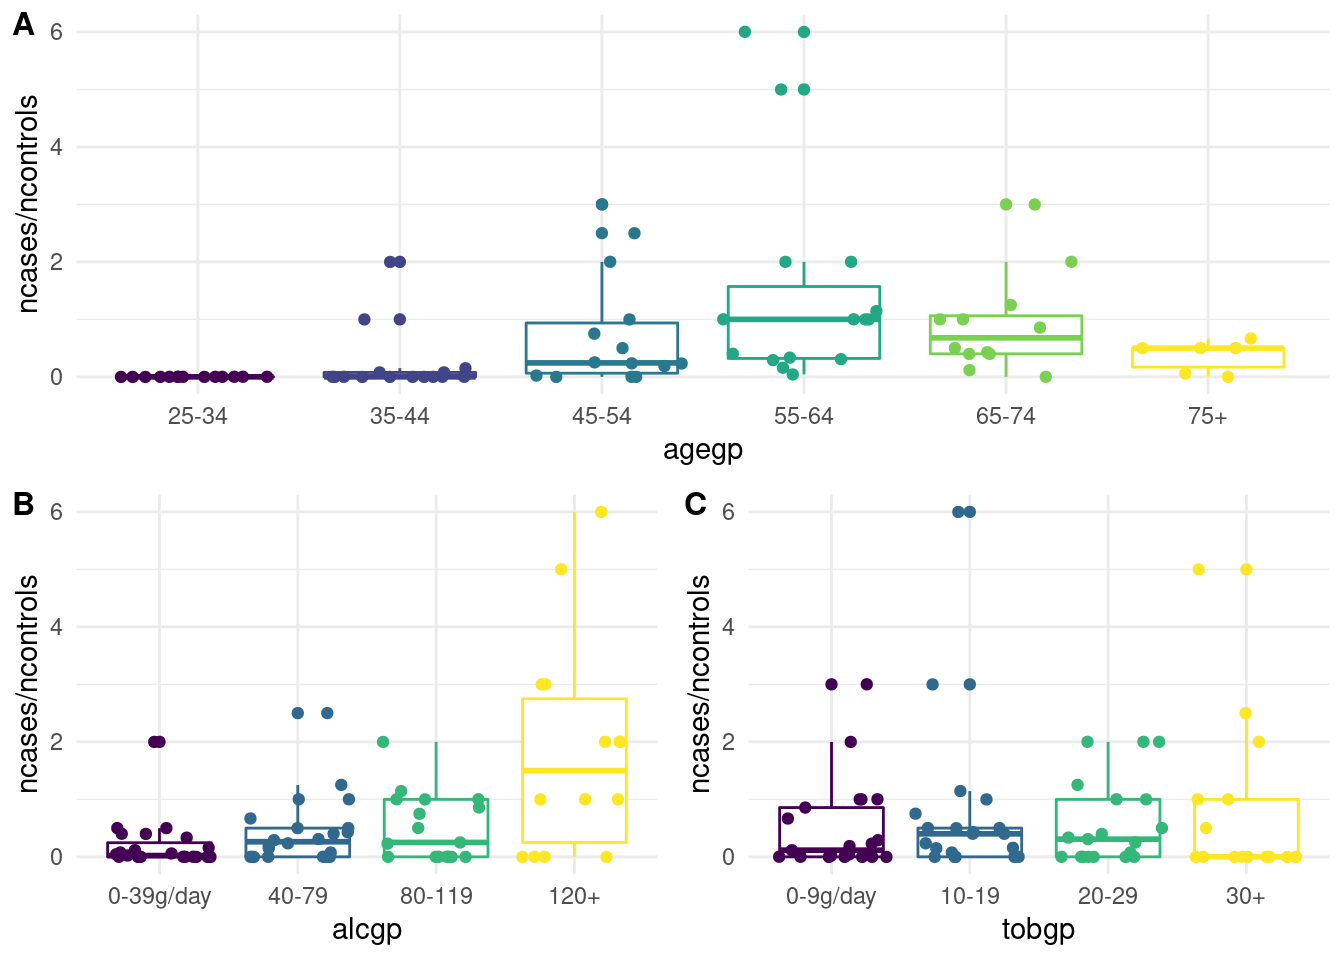 A
ncases/ncontrols
6
4
2
0
25-34 35-44 45-54 55-64 65-74 75+
agegp
B
ncases/ncontrols
6
4
2
0
0-39g/day 40-79 80-119 120+
alcgp
C
ncases/ncontrols
6
4
2
0
0-9g/day 10-19 20-29 30+
tobgp